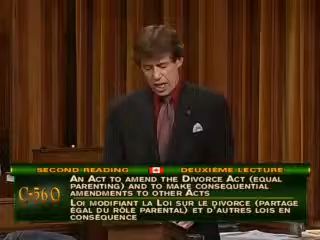 SECOND READING DEUXIÈME LECTURE
C-560
AN ACT TO AMEND THE DIVORCE ACT (EQUAL
PARENTING) AND TO MAKE CONSEQUENTIAL
AMENDMENTS TO OTHER ACTS
LOI MODIFIANT LA LOI SUR LE DIVORCE (PARTAGE
ÉGAL DU RÔLE PARENTAL) ET D'AUTRES LOIS EN
CONSÉQUENCE